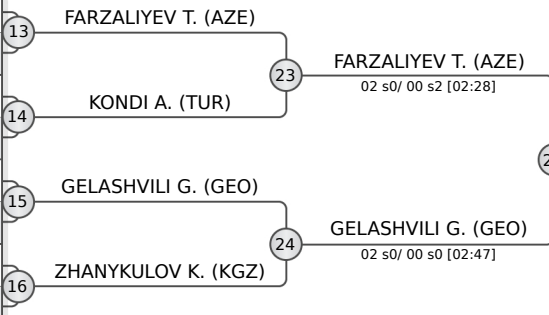 FARZALIYEV T. (AZE)
13
23
FARZALIYEV T. (AZE)
02 s0/ 00 s2 [02:28]
KONDI A. (TUR)
14
GELASHVILI G. (GEO)
15
24
GELASHVILI G. (GEO)
02 s0/ 00 s0 [02:47]
ZHANYKULOV K. (KGZ)
16